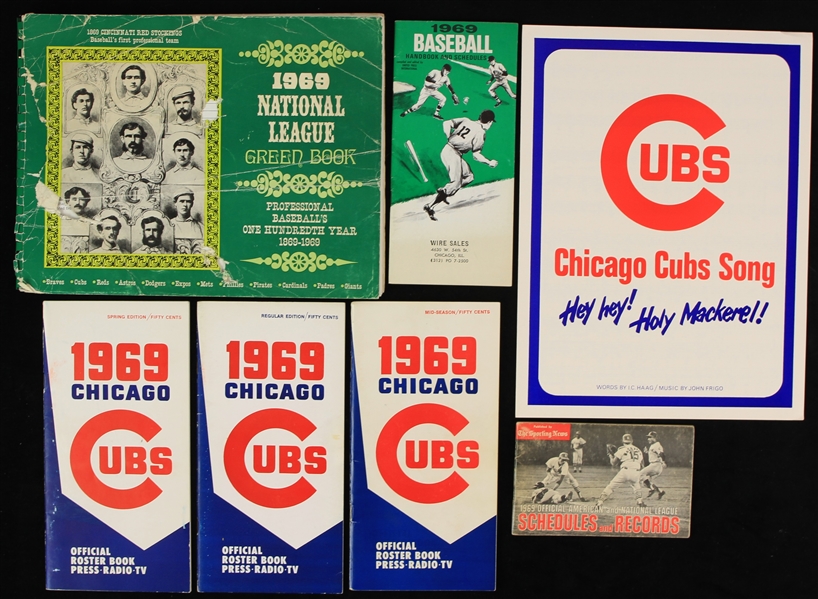 1869 CINCINNATI RED STOCKINGS
Baseball's first professional team
1969
NATIONAL
LEAGUE
GREEN BOOK
PROFESSIONAL
BASEBALL'S
ONE HUNDREDTH YEAR
1869-1969
• Braves • Cubs • Reds • Astros • Dodgers • Expos • Mets • Phillies • Pirates • Cardinals • Padres • Giants
1969
BASEBALL
HANDBOOK AND SCHEDULES
12
WIRE SALES
CHICAGO, ILL.
CUBS
Chicago Cubs Song
Hey hey! Holy Mackerel!
WORDS BY I.C. HAAG / MUSIC BY JOHN FRIGO
SPRING EDITION / FIFTY CENTS
1969
CHICAGO
CUBS
OFFICIAL
ROSTER BOOK
PRESS·RADIO·TV
REGULAR EDITION / FIFTY CENTS
1969
CHICAGO
CUBS
OFFICIAL
ROSTER BOOK
PRESS·RADIO·TV
MID-SEASON / FIFTY CENTS
1969
CHICAGO
CUBS
OFFICIAL
ROSTER BOOK
PRESS·RADIO·TV
Published by
The Sporting News
15
1969 OFFICIAL AMERICAN and NATIONAL LEAGUE
SCHEDULES and RECORDS